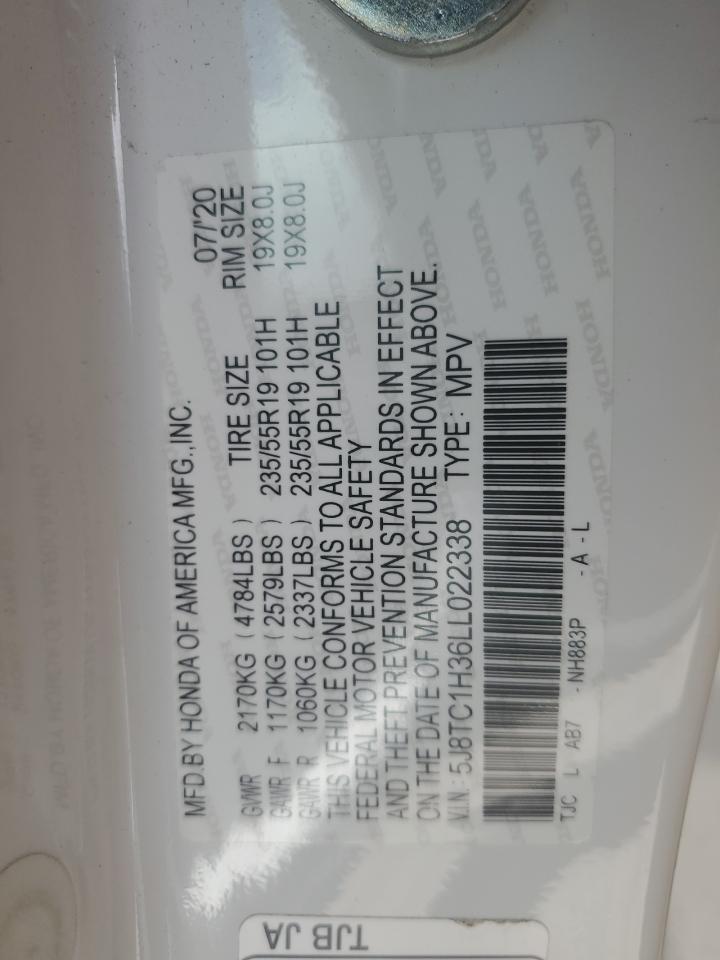 MFD.BY HONDA OF AMERICA MFG.,INC. 07/'20
TIRE SIZE RIM SIZE
GVWR 2170KG (4784LBS)
GAWR F 1170KG (2579LBS) 235/55R19 101H 19X8.0J
GAWR R 1060KG (2337LBS) 235/55R19 101H 19X8.0J
THIS VEHICLE CONFORMS TO ALL APPLICABLE
FEDERAL MOTOR VEHICLE SAFETY
AND THEFT PREVENTION STANDARDS IN EFFECT
ON THE DATE OF MANUFACTURE SHOWN ABOVE.
V.I.N.: 5J8TC1H36LL022338 TYPE: MPV
TJC L AB7 -NH883P -A-L
TJB JA